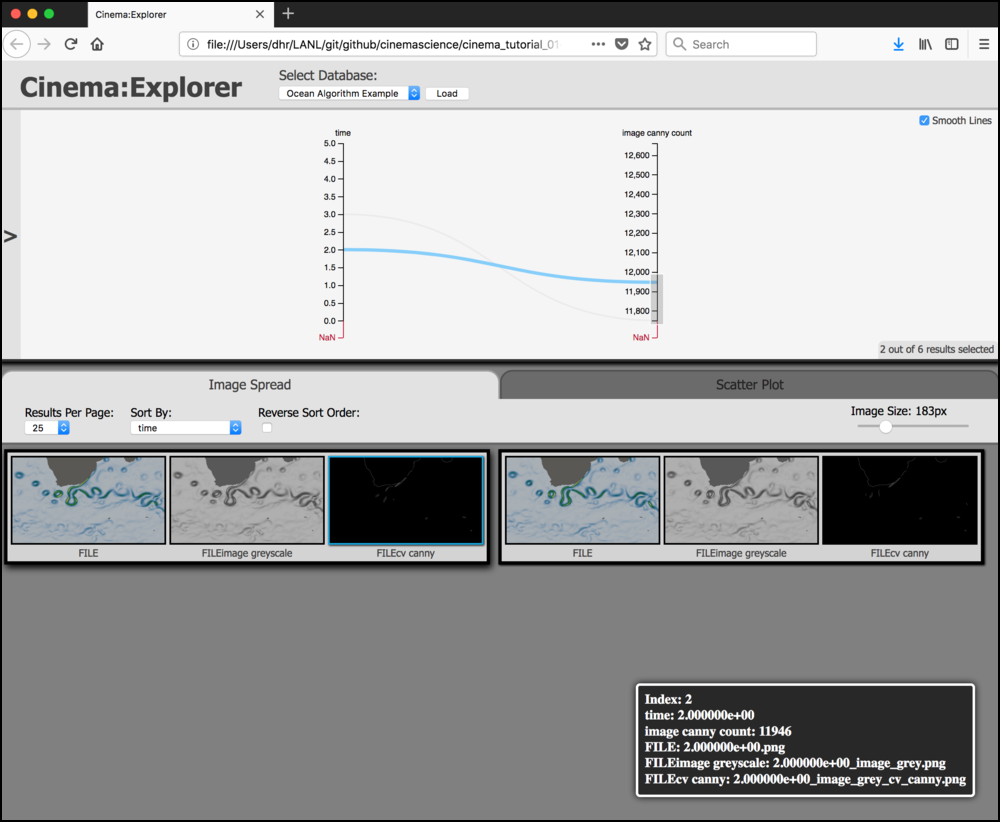 Cinema:Explorer
file:///Users/dhr/LANL/git/github/cinemascience/cinema_tutorial_01
Search
Cinema:Explorer
Select Database:
Ocean Algorithm Example
Load
Smooth Lines
time
5.0
4.5
4.0
3.5
3.0
2.5
2.0
1.5
1.0
0.5
0.0
NaN
image canny count
12,600
12,500
12,400
12,300
12,200
12,100
12,000
11,900
11,800
NaN
>
2 out of 6 results selected
Image Spread
Scatter Plot
Results Per Page:
25
Sort By:
time
Reverse Sort Order:
Image Size: 183px
FILE
FILEimage greyscale
FILEcv canny
FILE
FILEimage greyscale
FILEcv canny
Index: 2
time: 2.000000e+00
image canny count: 11946
FILE: 2.000000e+00.png
FILEimage greyscale: 2.000000e+00_image_grey.png
FILEcv canny: 2.000000e+00_image_grey_cv_canny.png